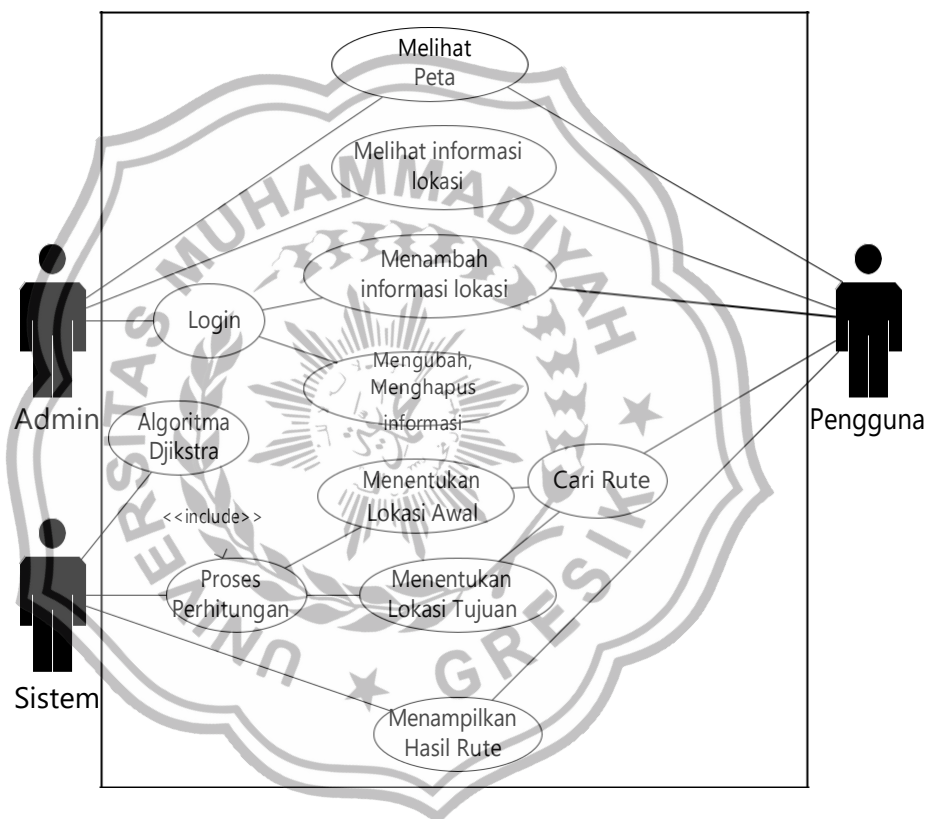 Melihat
Peta
Melihat informasi
lokasi
Menambah
informasi lokasi
Login
Mengubah,
Menghapus
informasi
Admin
Pengguna
Algoritma
Djikstra
Menentukan
Lokasi Awal
Cari Rute
<<include>>
Proses
Perhitungan
Menentukan
Lokasi Tujuan
Sistem
Menampilkan
Hasil Rute
UNIVERSITAS MUHAMMADIYAH
GRESIK